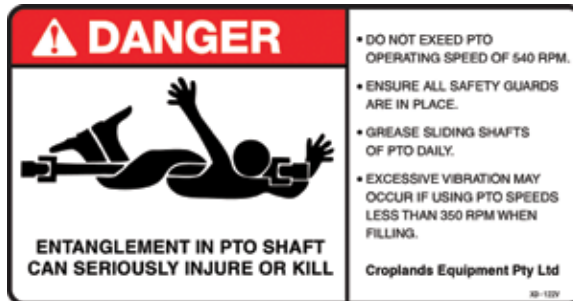 DANGER
ENTANGLEMENT IN PTO SHAFT
CAN SERIOUSLY INJURE OR KILL
• DO NOT EXEED PTO
OPERATING SPEED OF 540 RPM.
• ENSURE ALL SAFETY GUARDS
ARE IN PLACE.
• GREASE SLIDING SHAFTS
OF PTO DAILY.
• EXCESSIVE VIBRATION MAY
OCCUR IF USING PTO SPEEDS
LESS THAN 350 RPM WHEN
FILLING.
Croplands Equipment Pty Ltd